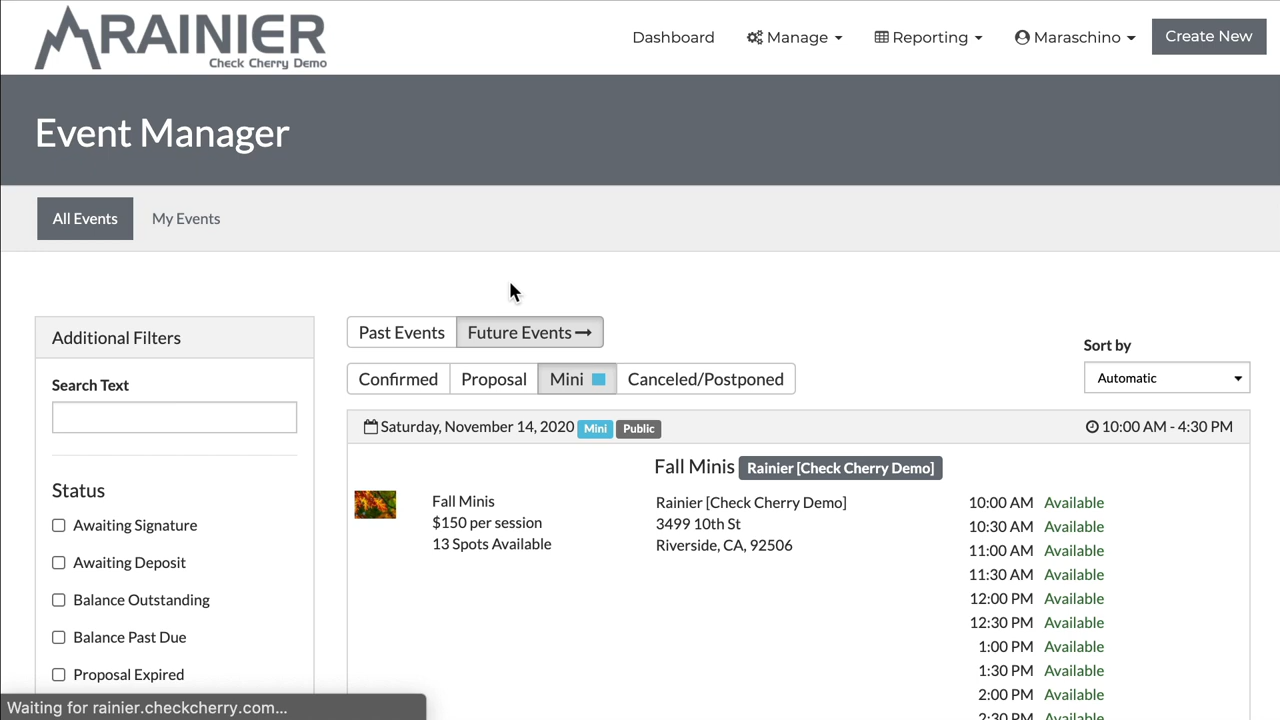 RAINIER
Check Cherry Demo
Dashboard
Manage
Reporting
Maraschino
Create New
Event Manager
All Events
My Events
Additional Filters
Search Text
Status
Awaiting Signature
Awaiting Deposit
Balance Outstanding
Balance Past Due
Proposal Expired
Past Events
Future Events
Confirmed
Proposal
Mini
Canceled/Postponed
Sort by
Automatic
Saturday, November 14, 2020 Mini Public
10:00 AM - 4:30 PM
Fall Minis Rainier [Check Cherry Demo]
Fall Minis
$150 per session
13 Spots Available
Rainier [Check Cherry Demo]
3499 10th St
Riverside, CA, 92506
10:00 AM Available
10:30 AM Available
11:00 AM Available
11:30 AM Available
12:00 PM Available
12:30 PM Available
1:00 PM Available
1:30 PM Available
2:00 PM Available
2:30 PM Available
Waiting for rainier.checkcherry.com...